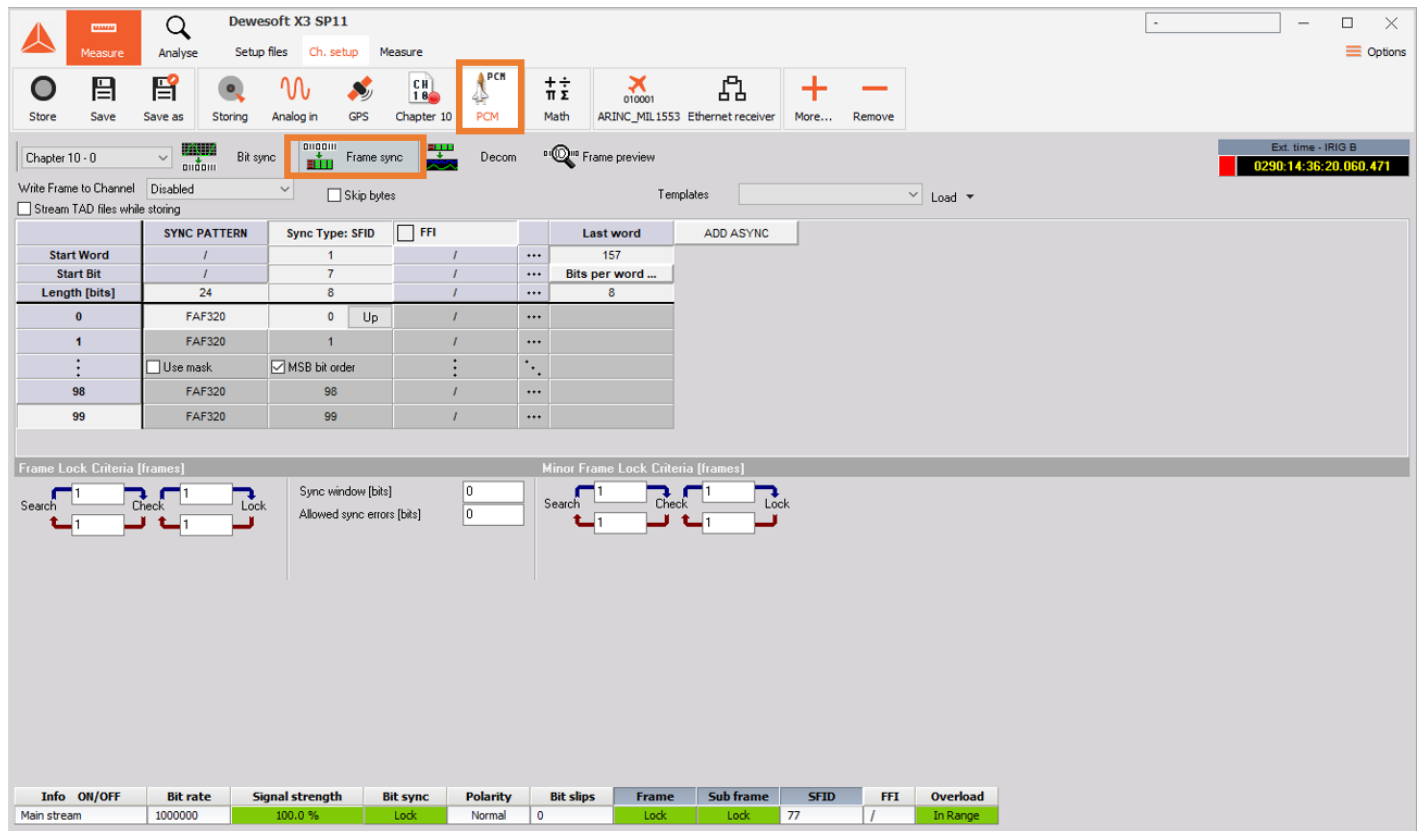 Dewesoft X3 SP11
-
Measure Analyse Setup files Ch. setup Measure
Options
CH 10 PCM 010001
Store Save Save as Storing Analog in GPS Chapter 10 PCM Math ARINC_MIL1553 Ethernet receiver More... Remove
Chapter 10 - 0 Bit sync Frame sync Decom Frame preview
Ext. time - IRIG B
0290:14:36:20.060.471
Write Frame to Channel Disabled Skip bytes Templates Load
Stream TAD files while storing
SYNC PATTERN Sync Type: SFID FFI Last word ADD ASYNC
Start Word / 1 / ••• 157
Start Bit / 7 / ••• Bits per word ...
Length [bits] 24 8 / ••• 8
0 FAF320 0 Up / •••
1 FAF320 1 / •••
Use mask MSB bit order
98 FAF320 98 / •••
99 FAF320 99 / •••
Frame Lock Criteria [frames] Minor Frame Lock Criteria [frames]
Search 1 Check 1 Lock Sync window [bits] 0 Search 1 Check 1 Lock
1 1 Allowed sync errors [bits] 0 1 1
Info ON/OFF Bit rate Signal strength Bit sync Polarity Bit slips Frame Sub frame SFID FFI Overload
Main stream 1000000 100.0 % Lock Normal 0 Lock Lock 77 / In Range